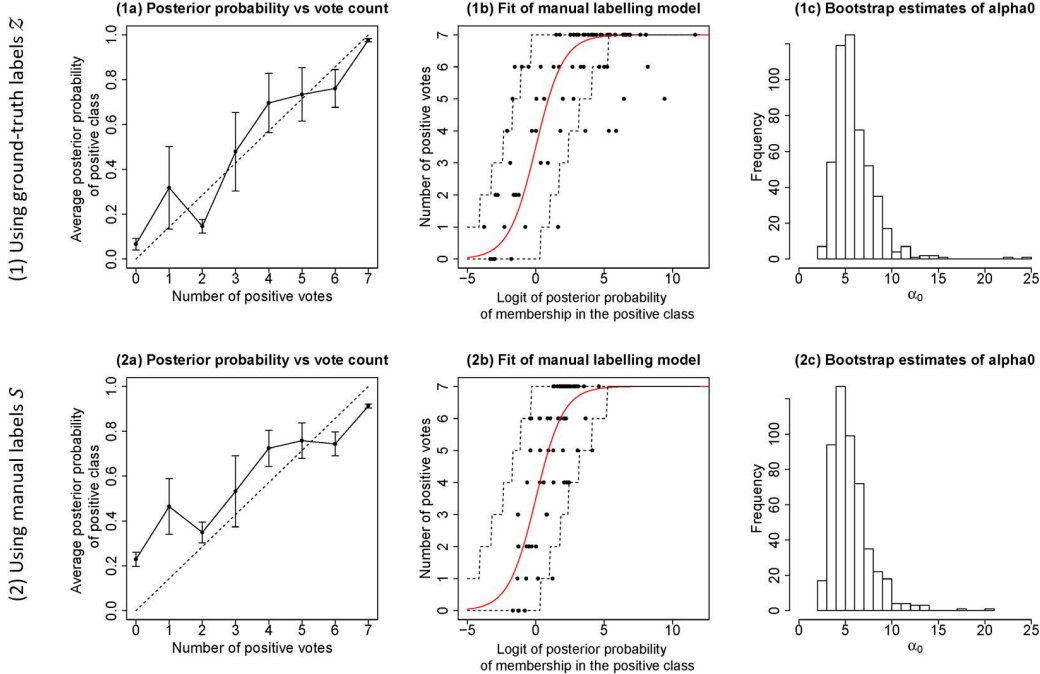 (1) Using ground-truth labels 𝒵
(1a) Posterior probability vs vote count
Average posterior probability
of positive class
0.0 0.2 0.4 0.6 0.8 1.0
0 1 2 3 4 5 6 7
Number of positive votes
(1b) Fit of manual labelling model
Number of positive votes
0 1 2 3 4 5 6 7
−5 0 5 10
Logit of posterior probability
of membership in the positive class
(1c) Bootstrap estimates of alpha0
Frequency
0 20 60 100
0 5 10 15 20 25
α0
(2) Using manual labels S
(2a) Posterior probability vs vote count
Average posterior probability
of positive class
0.0 0.2 0.4 0.6 0.8 1.0
0 1 2 3 4 5 6 7
Number of positive votes
(2b) Fit of manual labelling model
Number of positive votes
0 1 2 3 4 5 6 7
−5 0 5 10
Logit of posterior probability
of membership in the positive class
(2c) Bootstrap estimates of alpha0
Frequency
0 20 60 100
0 5 10 15 20 25
α0